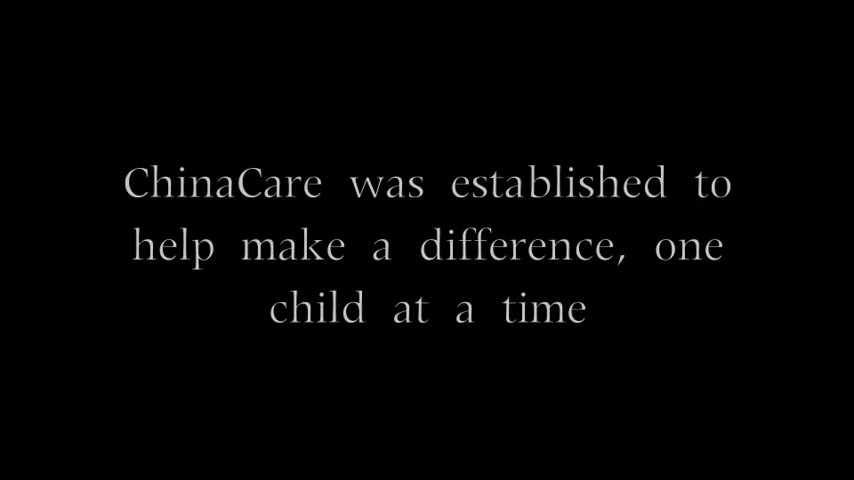 ChinaCare was established to
help make a difference, one
child at a time